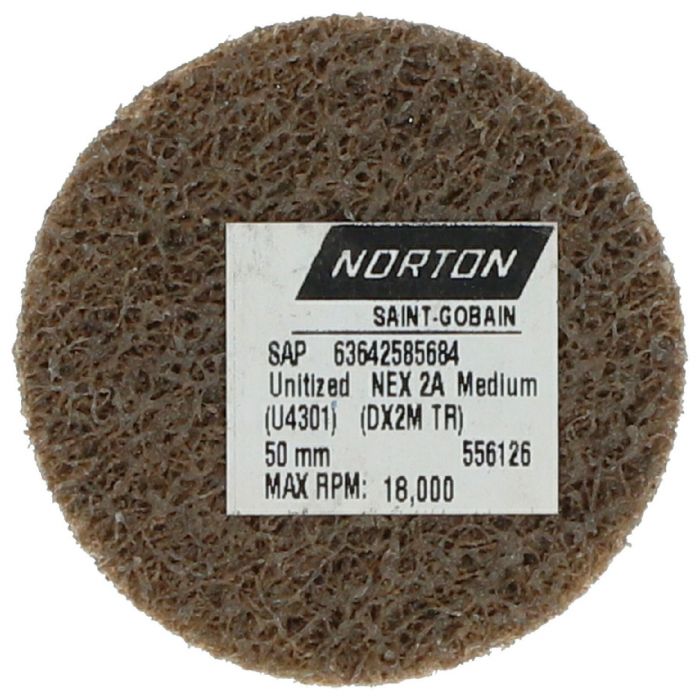 NORTON
SAINT-GOBAIN
SAP 63642585684
Unitized NEX 2A Medium
(U4301) (DX2M TR)
50 mm 556126
MAX RPM: 18,000